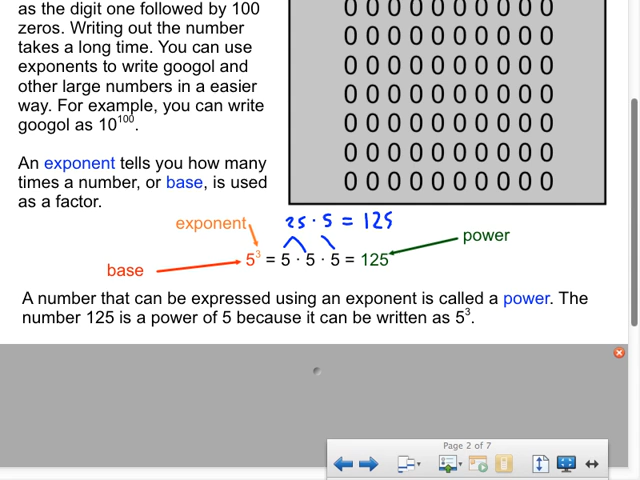 as the digit one followed by 100
zeros. Writing out the number
takes a long time. You can use
exponents to write googol and
other large numbers in a easier
way. For example, you can write
googol as 10¹⁰⁰.
0 0 0 0 0 0 0 0 0 0
0 0 0 0 0 0 0 0 0 0
0 0 0 0 0 0 0 0 0 0
0 0 0 0 0 0 0 0 0 0
0 0 0 0 0 0 0 0 0 0
0 0 0 0 0 0 0 0 0 0
0 0 0 0 0 0 0 0 0 0
An exponent tells you how many
times a number, or base, is used
as a factor.
exponent
25 · 5 = 125
power
5³ = 5 · 5 · 5 = 125
base
A number that can be expressed using an exponent is called a power. The
number 125 is a power of 5 because it can be written as 5³.
Page 2 of 7